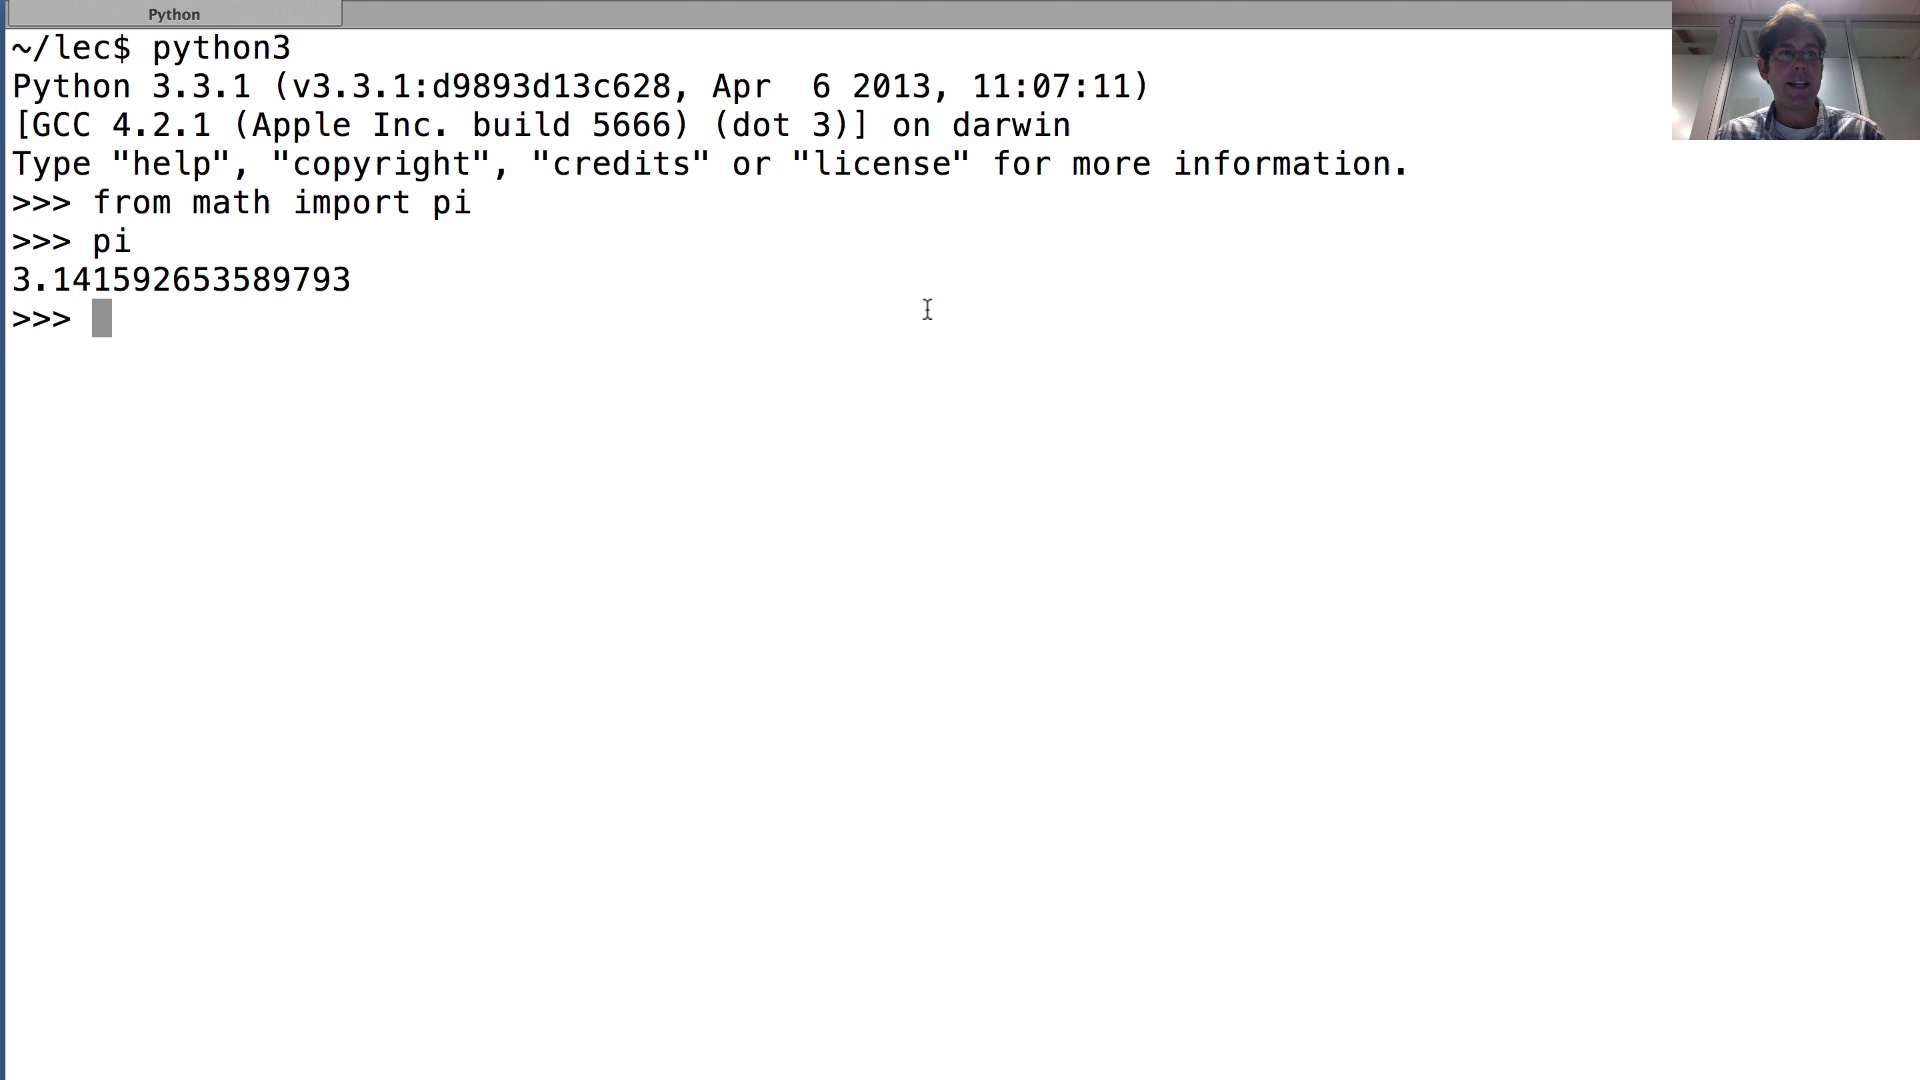 Python
~/lec$ python3
Python 3.3.1 (v3.3.1:d9893d13c628, Apr  6 2013, 11:07:11)
[GCC 4.2.1 (Apple Inc. build 5666) (dot 3)] on darwin
Type "help", "copyright", "credits" or "license" for more information.
>>> from math import pi
>>> pi
3.141592653589793
>>>